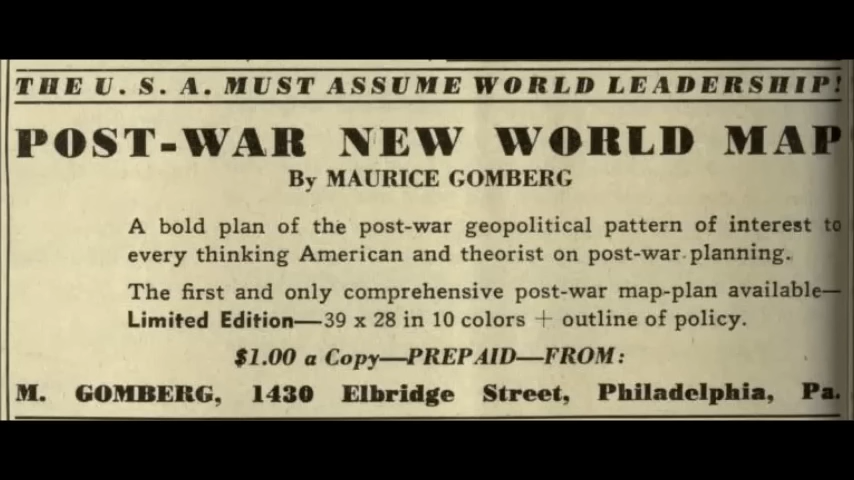 THE U. S. A. MUST ASSUME WORLD LEADERSHIP!
POST-WAR NEW WORLD MAP
By MAURICE GOMBERG
A bold plan of the post-war geopolitical pattern of interest to
every thinking American and theorist on post-war planning.
The first and only comprehensive post-war map-plan available—
Limited Edition—39 x 28 in 10 colors + outline of policy.
$1.00 a Copy—PREPAID—FROM:
M. GOMBERG, 1430 Elbridge Street, Philadelphia, Pa.